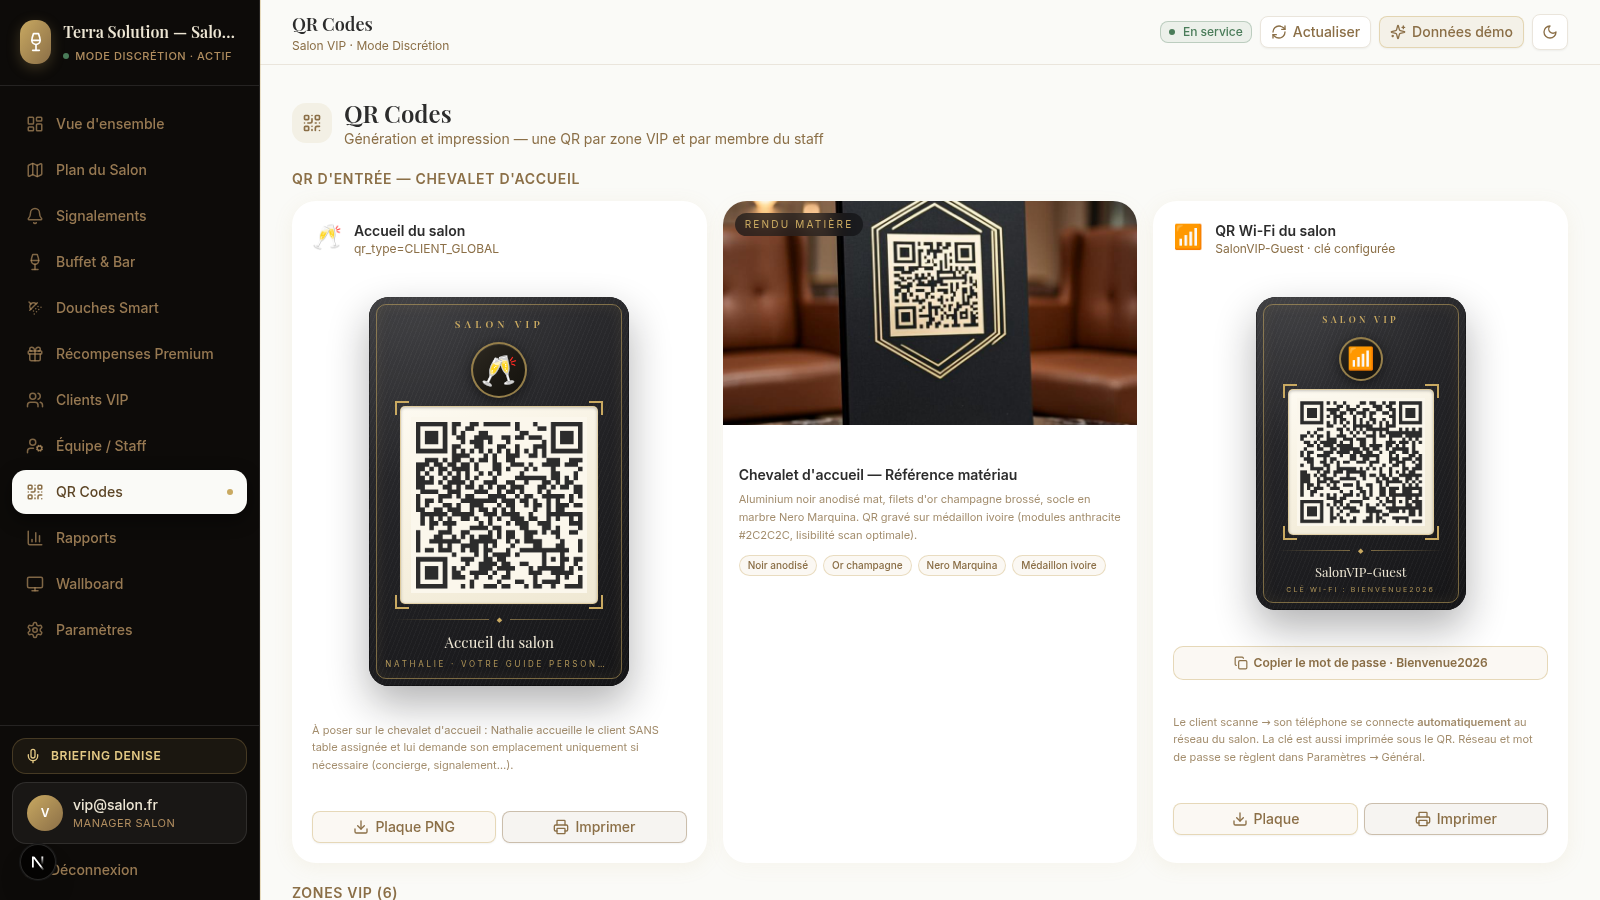 Terra Solution — Salo...
MODE DISCRÉTION · ACTIF
Vue d'ensemble
Plan du Salon
Signalements
Buffet & Bar
Douches Smart
Récompenses Premium
Clients VIP
Équipe / Staff
QR Codes
Rapports
Wallboard
Paramètres
BRIEFING DENISE
V
vip@salon.fr
MANAGER SALON
N
Déconnexion
QR Codes
Salon VIP · Mode Discrétion
En service
Actualiser
Données démo
QR Codes
Génération et impression — une QR par zone VIP et par membre du staff
QR D'ENTRÉE — CHEVALET D'ACCUEIL
Accueil du salon
qr_type=CLIENT_GLOBAL
SALON VIP
Accueil du salon
NATHALIE · VOTRE GUIDE PERSON...
À poser sur le chevalet d'accueil : Nathalie accueille le client SANS
table assignée et lui demande son emplacement uniquement si
nécessaire (concierge, signalement...).
Plaque PNG
Imprimer
RENDU MATIÈRE
Chevalet d'accueil — Référence matériau
Aluminium noir anodisé mat, filets d'or champagne brossé, socle en
marbre Nero Marquina. QR gravé sur médaillon ivoire (modules anthracite
#2C2C2C, lisibilité scan optimale).
Noir anodisé
Or champagne
Nero Marquina
Médaillon ivoire
QR Wi-Fi du salon
SalonVIP-Guest · clé configurée
SALON VIP
SalonVIP-Guest
CLÉ WI-FI : BIENVENUE2026
Copier le mot de passe · Bienvenue2026
Le client scanne → son téléphone se connecte automatiquement au
réseau du salon. La clé est aussi imprimée sous le QR. Réseau et mot
de passe se règlent dans Paramètres → Général.
Plaque
Imprimer
ZONES VIP (6)